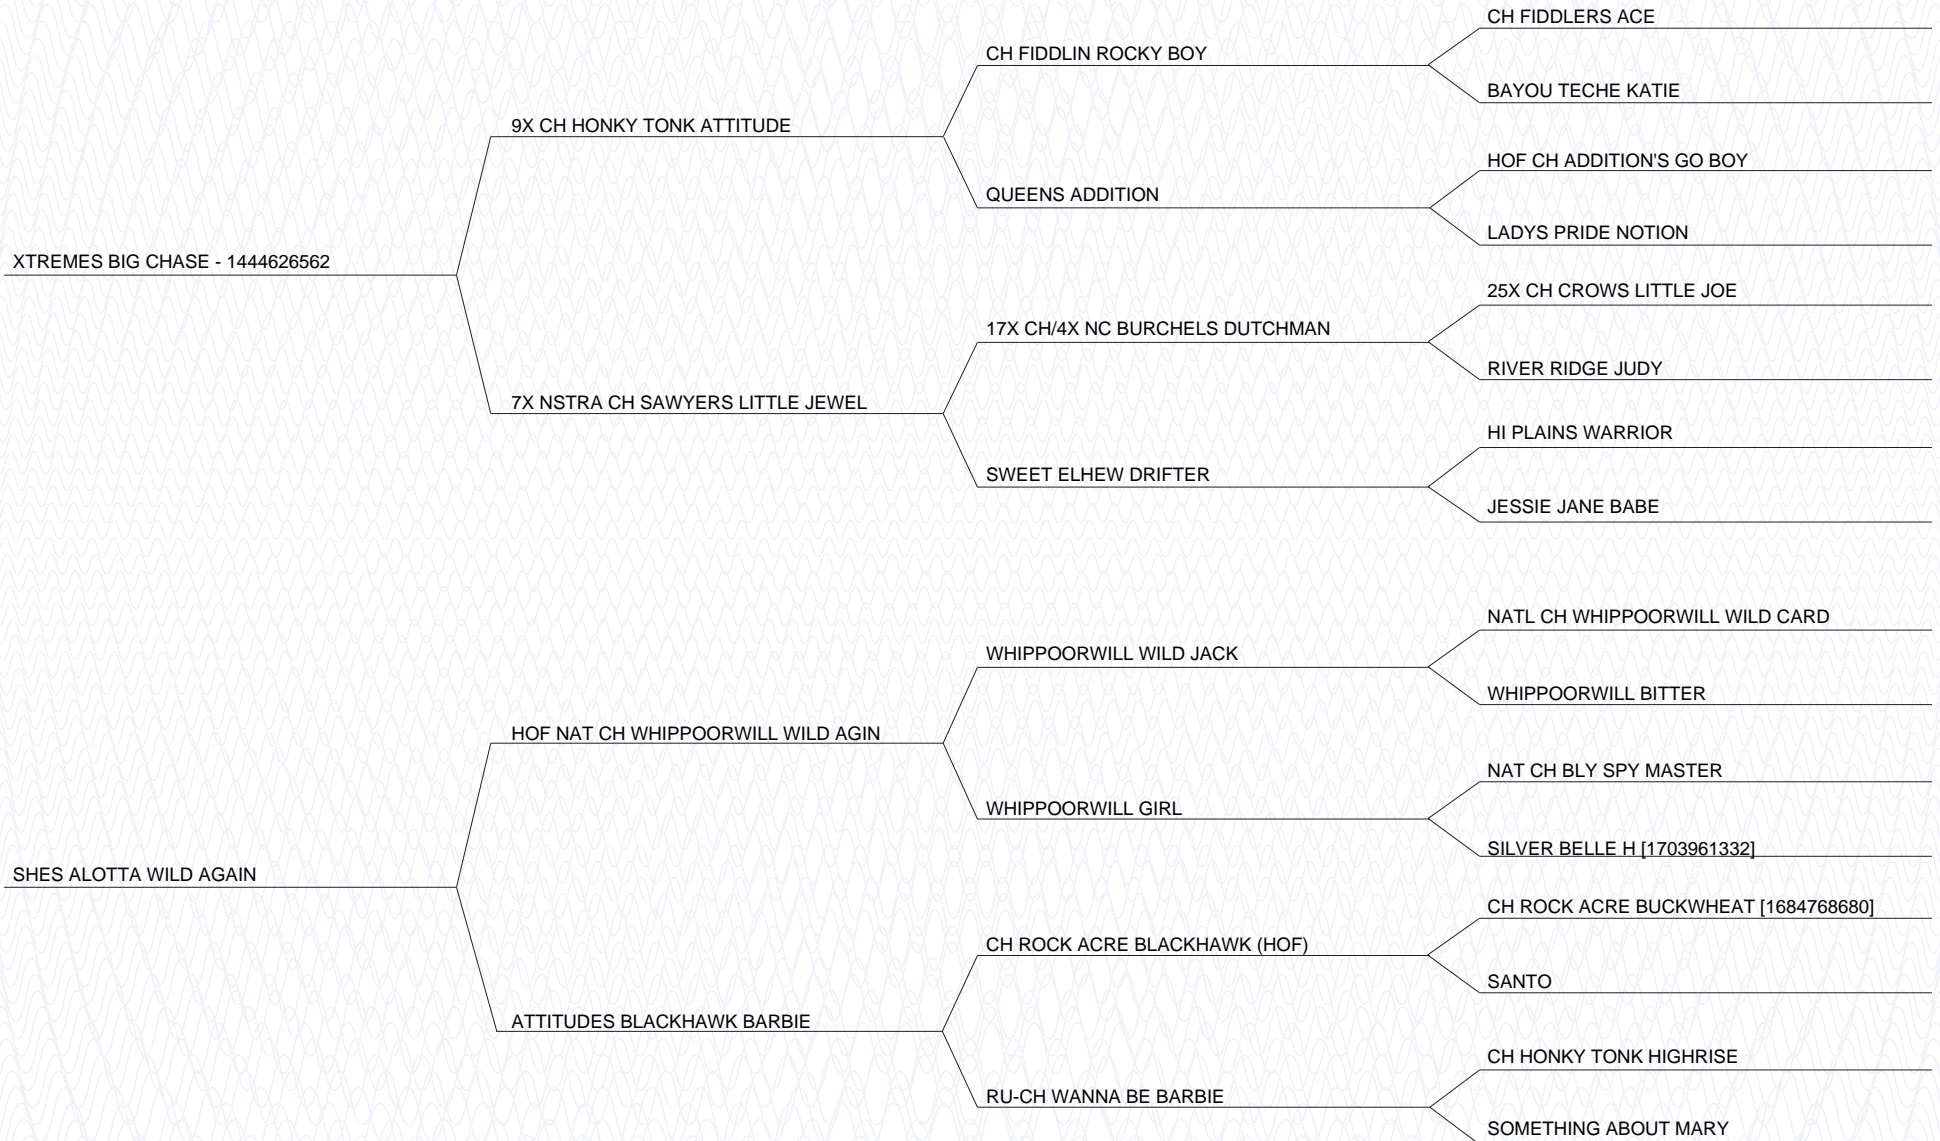 CH FIDDLERS ACE
CH FIDDLIN ROCKY BOY
BAYOU TECHE KATIE
9X CH HONKY TONK ATTITUDE
HOF CH ADDITION'S GO BOY
QUEENS ADDITION
LADYS PRIDE NOTION
XTREMES BIG CHASE - 1444626562
25X CH CROWS LITTLE JOE
17X CH/4X NC BURCHELS DUTCHMAN
RIVER RIDGE JUDY
7X NSTRA CH SAWYERS LITTLE JEWEL
HI PLAINS WARRIOR
SWEET ELHEW DRIFTER
JESSIE JANE BABE
NATL CH WHIPPOORWILL WILD CARD
WHIPPOORWILL WILD JACK
WHIPPOORWILL BITTER
HOF NAT CH WHIPPOORWILL WILD AGIN
NAT CH BLY SPY MASTER
WHIPPOORWILL GIRL
SILVER BELLE H [1703961332]
SHES ALOTTA WILD AGAIN
CH ROCK ACRE BUCKWHEAT [1684768680]
CH ROCK ACRE BLACKHAWK (HOF)
SANTO
ATTITUDES BLACKHAWK BARBIE
CH HONKY TONK HIGHRISE
RU-CH WANNA BE BARBIE
SOMETHING ABOUT MARY